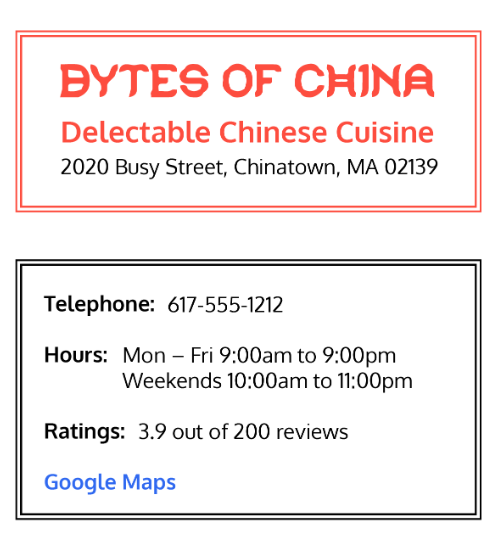 BYTES OF CHINA
Delectable Chinese Cuisine
2020 Busy Street, Chinatown, MA 02139
Telephone: 617-555-1212
Hours: Mon – Fri 9:00am to 9:00pm
Weekends 10:00am to 11:00pm
Ratings: 3.9 out of 200 reviews
Google Maps